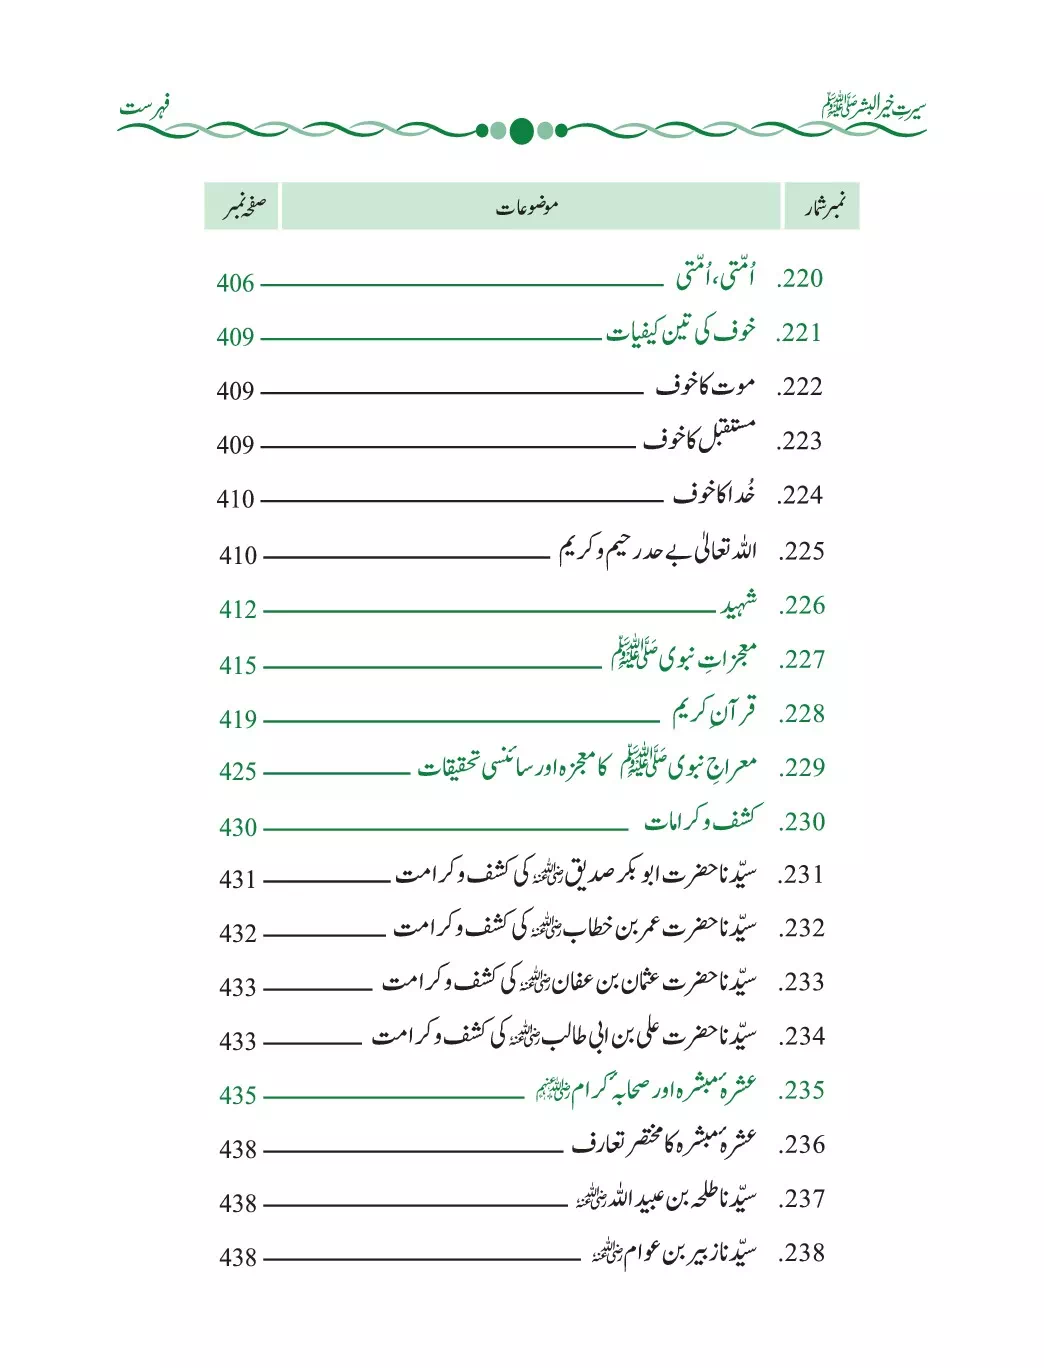 سیرتِ خیر البشر ﷺ فہرست
نمبر شمار موضوعات صفحہ نمبر
220. اُمّتی، اُمّتی 406
221. خوف کی تین کیفیات 409
222. موت کا خوف 409
223. مستقبل کا خوف 409
224. خُدا کا خوف 410
225. اللہ تعالیٰ بے حد رحیم و کریم 410
226. شہید 412
227. معجزاتِ نبوی ﷺ 415
228. قرآنِ کریم 419
229. معراجِ نبوی ﷺ کا معجزہ اور سائنسی تحقیقات 425
230. کشف و کرامات 430
231. سیّدنا حضرت ابوبکر صدیق رضی اللہ عنہ کی کشف و کرامت 431
232. سیّدنا حضرت عمر بن خطاب رضی اللہ عنہ کی کشف و کرامت 432
233. سیّدنا حضرت عثمان بن عفان رضی اللہ عنہ کی کشف و کرامت 433
234. سیّدنا حضرت علی بن ابی طالب رضی اللہ عنہ کی کشف و کرامت 433
235. عشرۂ مبشرہ اور صحابہ کرام رضی اللہ عنہم 435
236. عشرۂ مبشرہ کا مختصر تعارف 438
237. سیّدنا طلحہ بن عبید اللہ رضی اللہ عنہ 438
238. سیّدنا زبیر بن عوام رضی اللہ عنہ 438